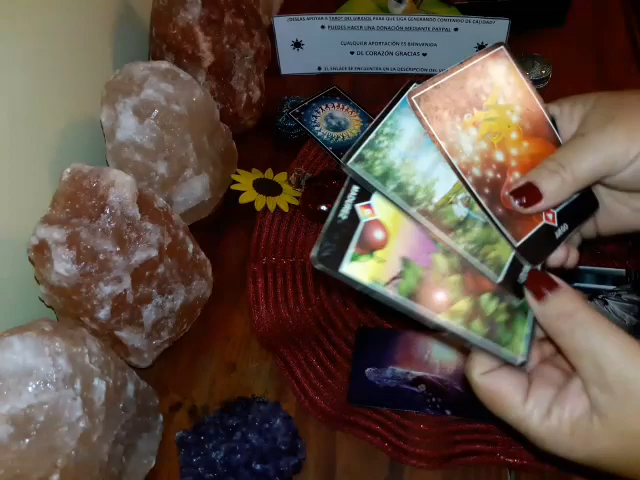 ¿DESEAS APOYAR A TAROT DEL GIRASOL PARA QUE SIGA GENERANDO CONTENIDO DE CALIDAD?
PUEDES HACER UNA DONACIÓN MEDIANTE PAYPAL
CUALQUIER APORTACIÓN ES BIENVENIDA
DE CORAZÓN GRACIAS
EL ENLACE SE ENCUENTRA EN LA DESCRIPCIÓN DEL
MADUREZ